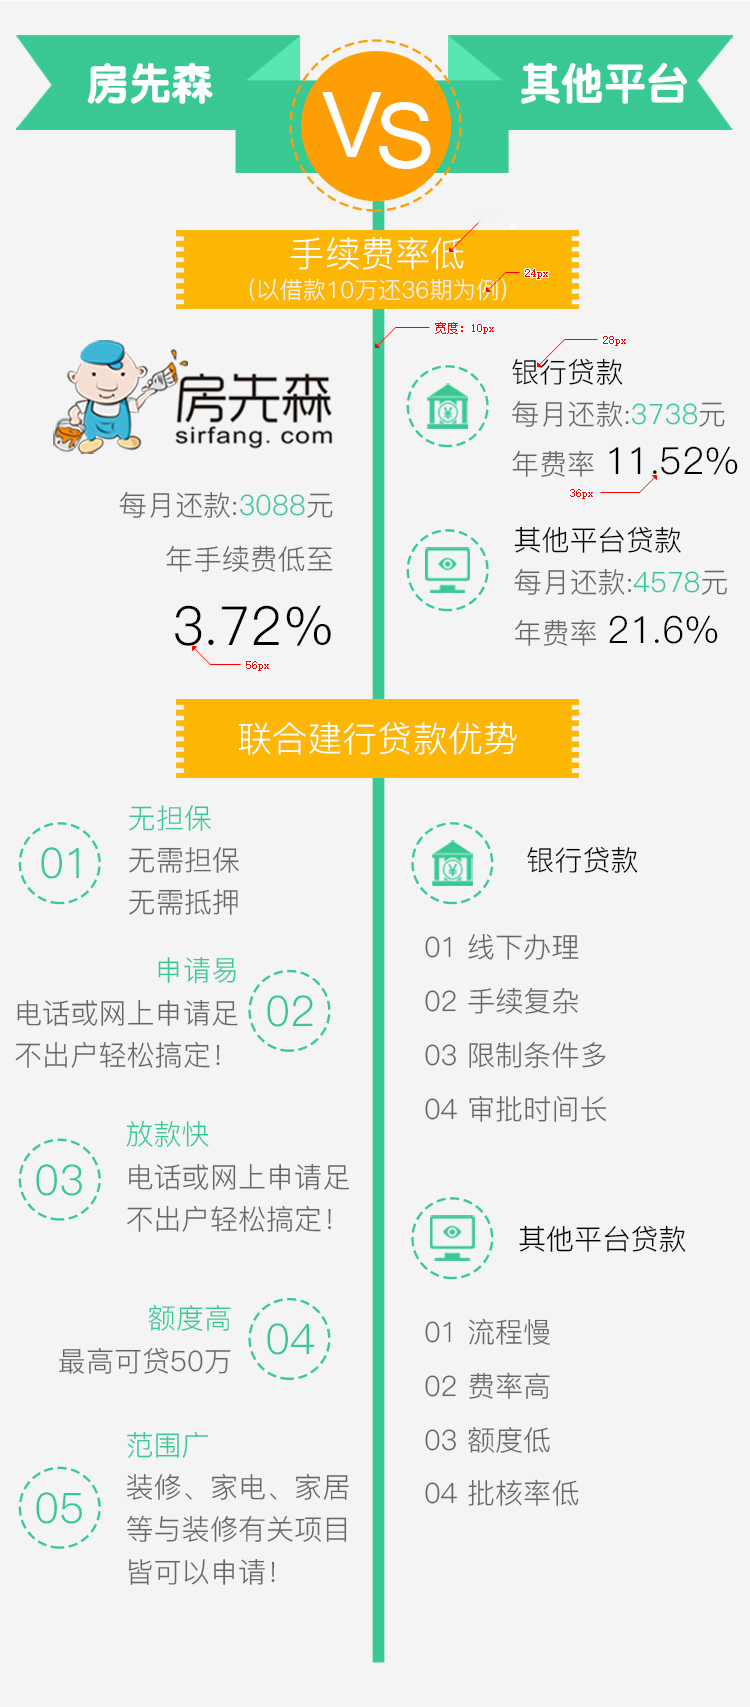 房先森
VS
其他平台
手续费率低
(以借款10万还36期为例)
24px
宽度：10px
房先森
sirfang. com
每月还款:3088元
年手续费低至
3.72%
56px
28px
银行贷款
每月还款:3738元
年费率 11.52%
36px
其他平台贷款
每月还款:4578元
年费率 21.6%
联合建行贷款优势
01
无担保
无需担保
无需抵押
申请易
电话或网上申请足
不出户轻松搞定!
02
03
放款快
电话或网上申请足
不出户轻松搞定!
额度高
最高可贷50万
04
05
范围广
装修、家电、家居
等与装修有关项目
皆可以申请!
银行贷款
01 线下办理
02 手续复杂
03 限制条件多
04 审批时间长
其他平台贷款
01 流程慢
02 费率高
03 额度低
04 批核率低